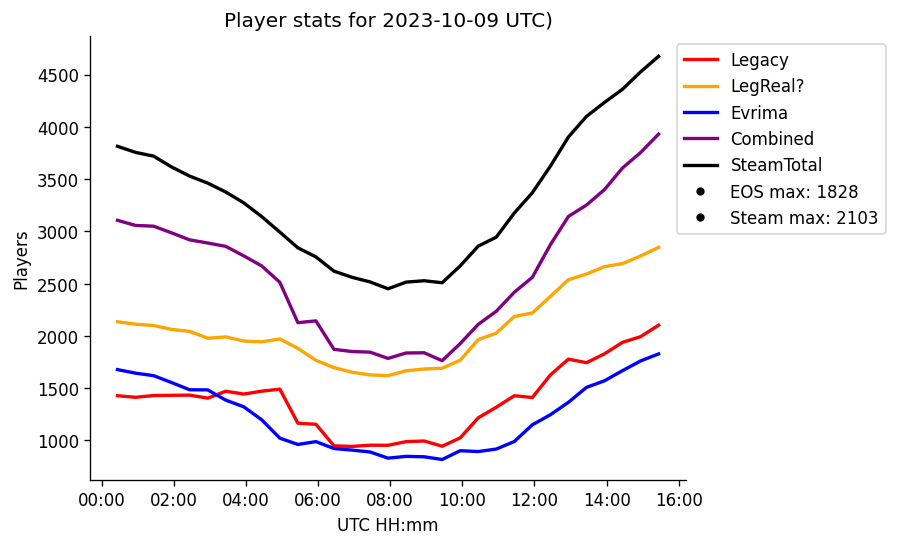 Player stats for 2023-10-09 UTC)
Players
4500
4000
3500
3000
2500
2000
1500
1000
00:00 02:00 04:00 06:00 08:00 10:00 12:00 14:00 16:00
UTC HH:mm
Legacy
LegReal?
Evrima
Combined
SteamTotal
EOS max: 1828
Steam max: 2103